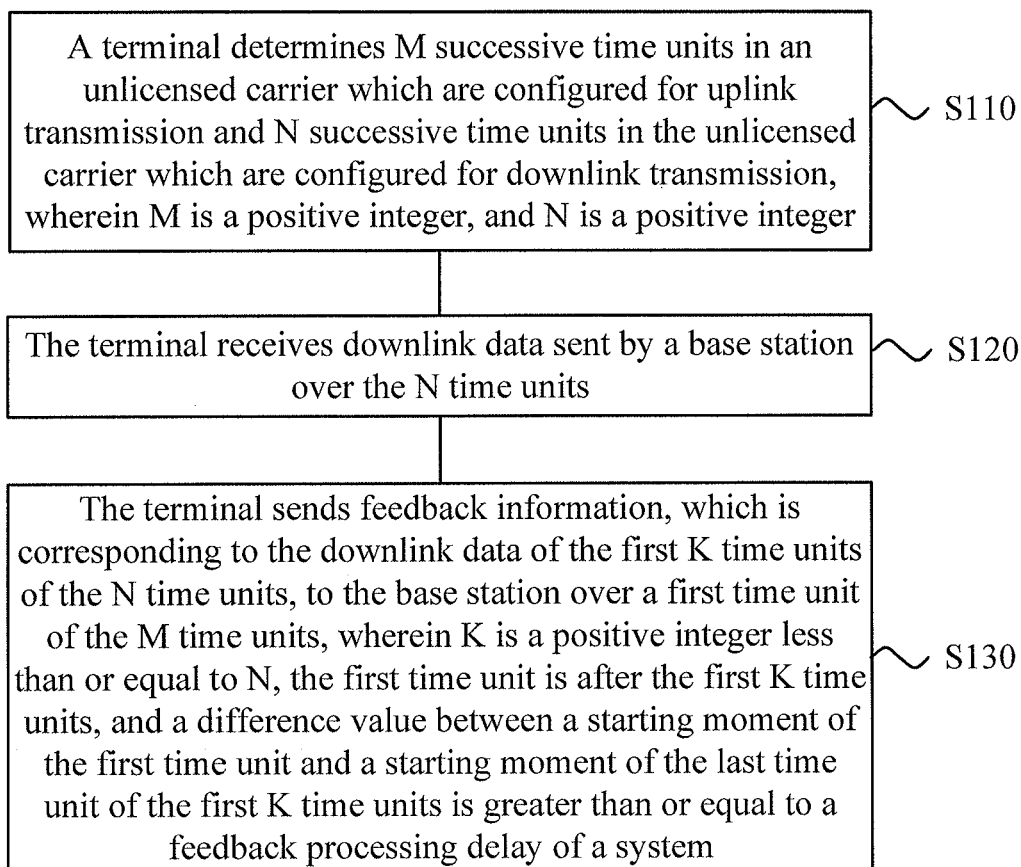 A terminal determines M successive time units in an
unlicensed carrier which are configured for uplink
transmission and N successive time units in the unlicensed
carrier which are configured for downlink transmission,
wherein M is a positive integer, and N is a positive integer
S110
The terminal receives downlink data sent by a base station
over the N time units
S120
The terminal sends feedback information, which is
corresponding to the downlink data of the first K time units
of the N time units, to the base station over a first time unit
of the M time units, wherein K is a positive integer less
than or equal to N, the first time unit is after the first K time
units, and a difference value between a starting moment of
the first time unit and a starting moment of the last time
unit of the first K time units is greater than or equal to a
feedback processing delay of a system
S130